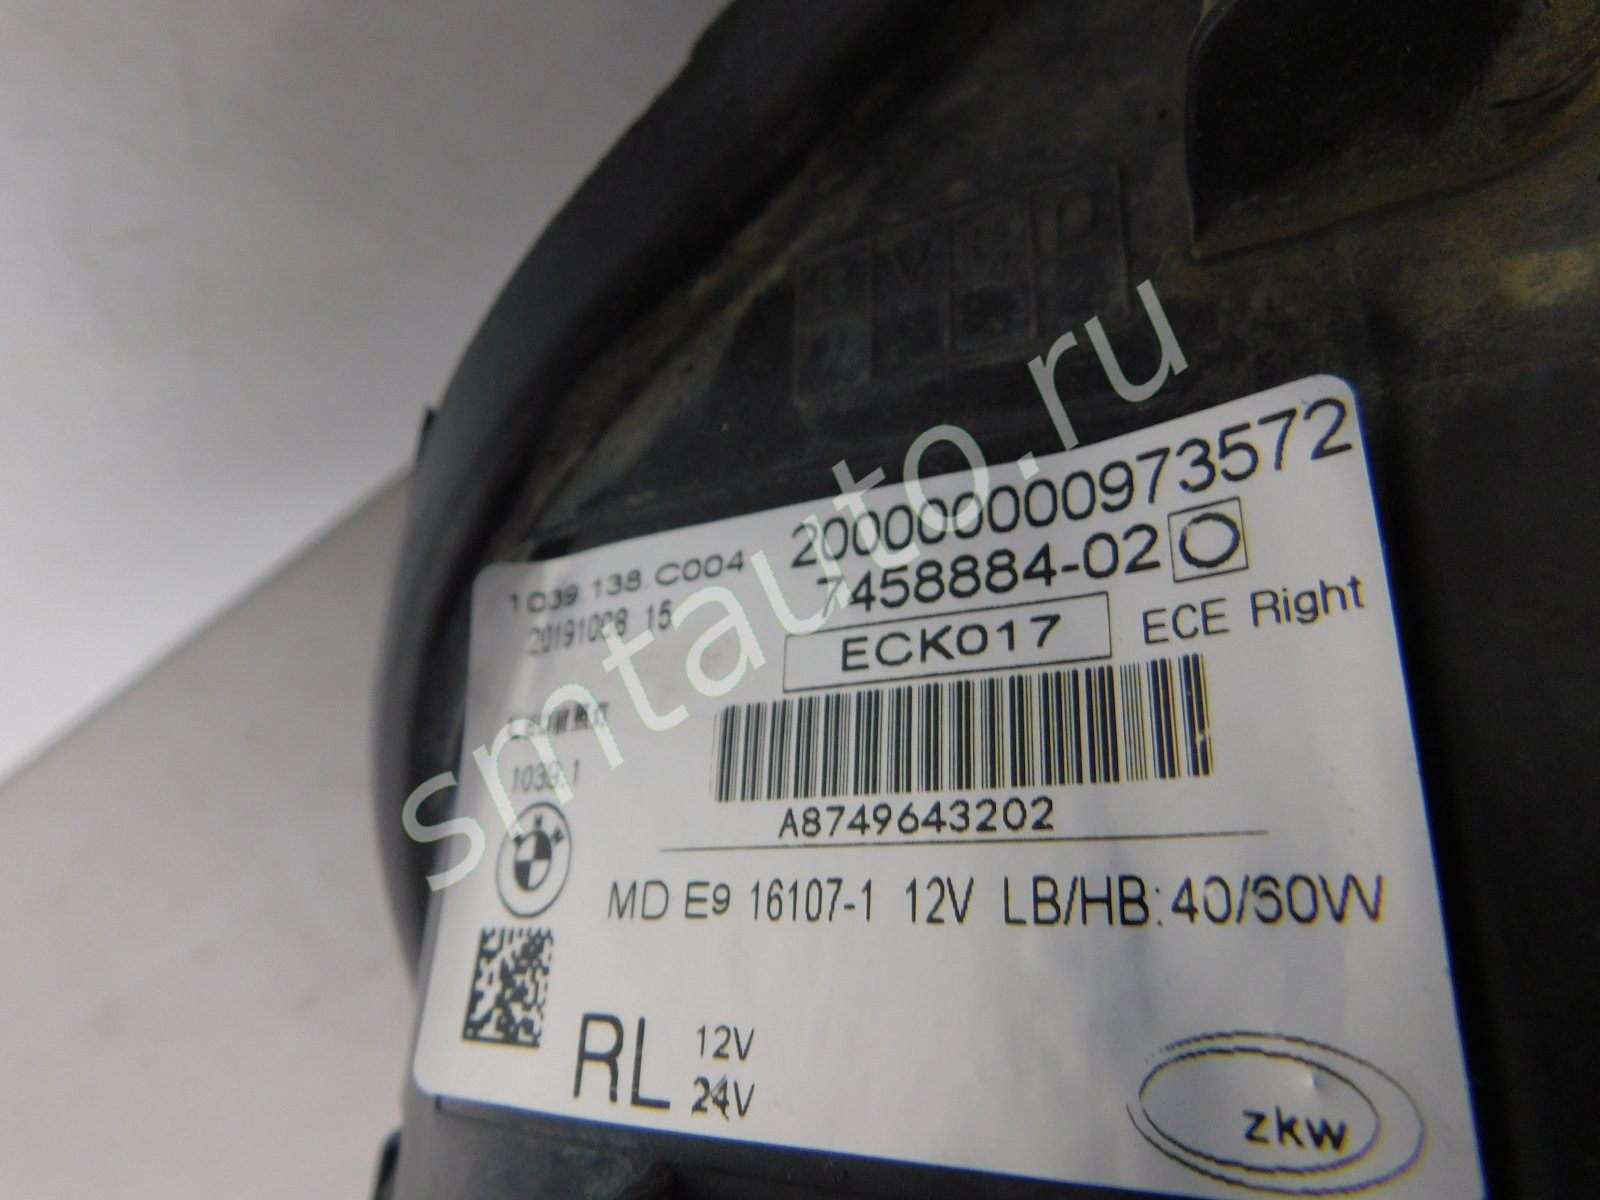 1039.138.C004 2000000000973572
20191008 15 7458884-02 O
ECK017 ECE Right
1039.1
A8749643202
MD E9 16107-1 12V LB/HB: 40/60W
RL 12V
24V
zkw
smtauto.ru